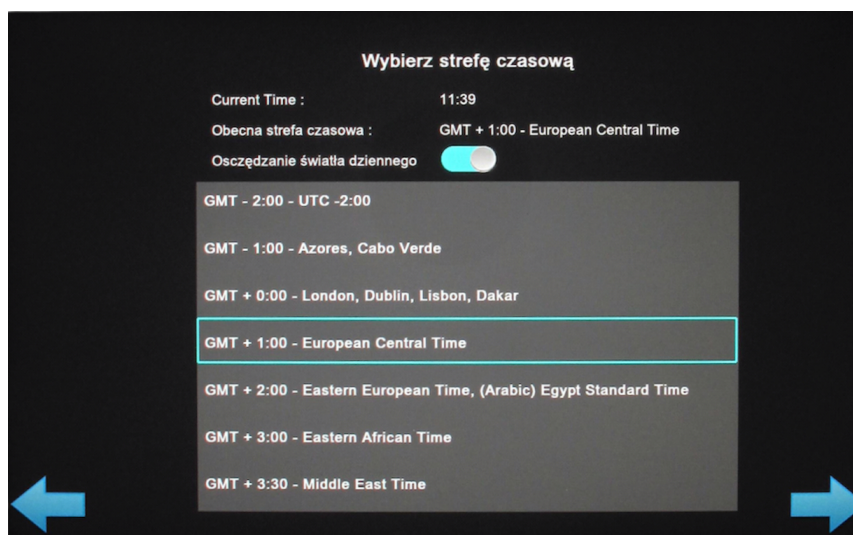 Wybierz strefę czasową
Current Time : 11:39
Obecna strefa czasowa : GMT + 1:00 - European Central Time
Osczędzanie światła dziennego
GMT - 2:00 - UTC -2:00
GMT - 1:00 - Azores, Cabo Verde
GMT + 0:00 - London, Dublin, Lisbon, Dakar
GMT + 1:00 - European Central Time
GMT + 2:00 - Eastern European Time, (Arabic) Egypt Standard Time
GMT + 3:00 - Eastern African Time
GMT + 3:30 - Middle East Time